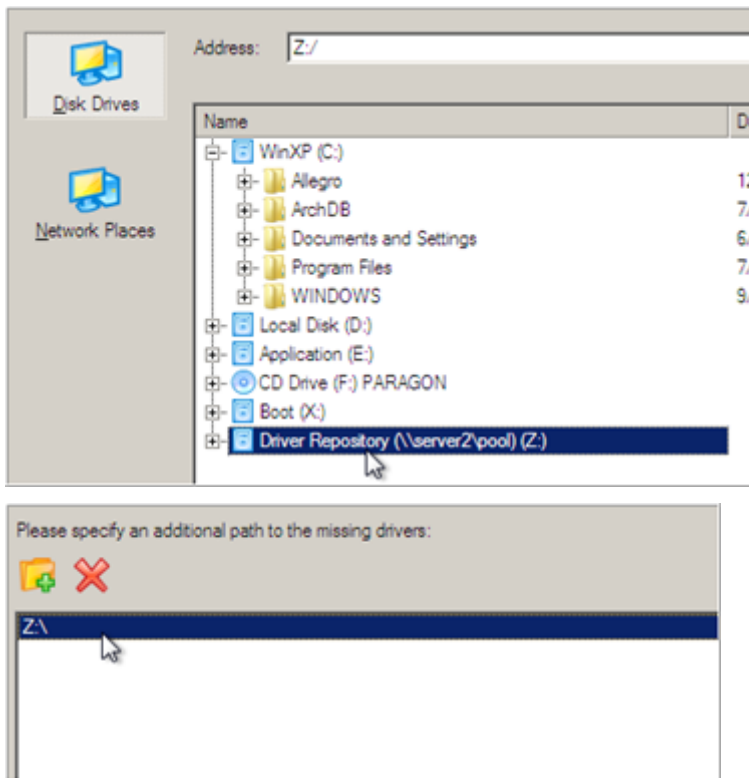 Address: Z:/
Disk Drives
Name
WinXP (C:)
Allegro
ArchDB
Network Places
Documents and Settings
Program Files
WINDOWS
Local Disk (D:)
Application (E:)
CD Drive (F:) PARAGON
Boot (X:)
Driver Repository (\\server2\pool) (Z:)
Please specify an additional path to the missing drivers:
Z:\